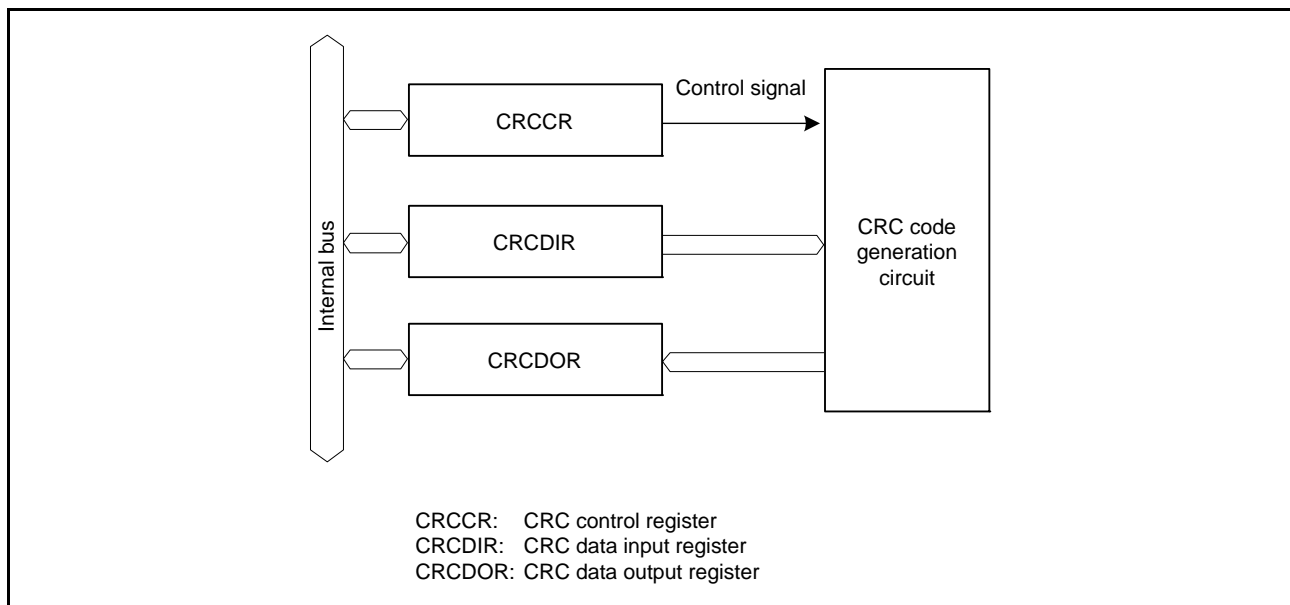 Control signal
CRCCR
Internal bus
CRCDIR
CRC code
generation
circuit
CRCDOR
CRCCR: CRC control register
CRCDIR: CRC data input register
CRCDOR: CRC data output register